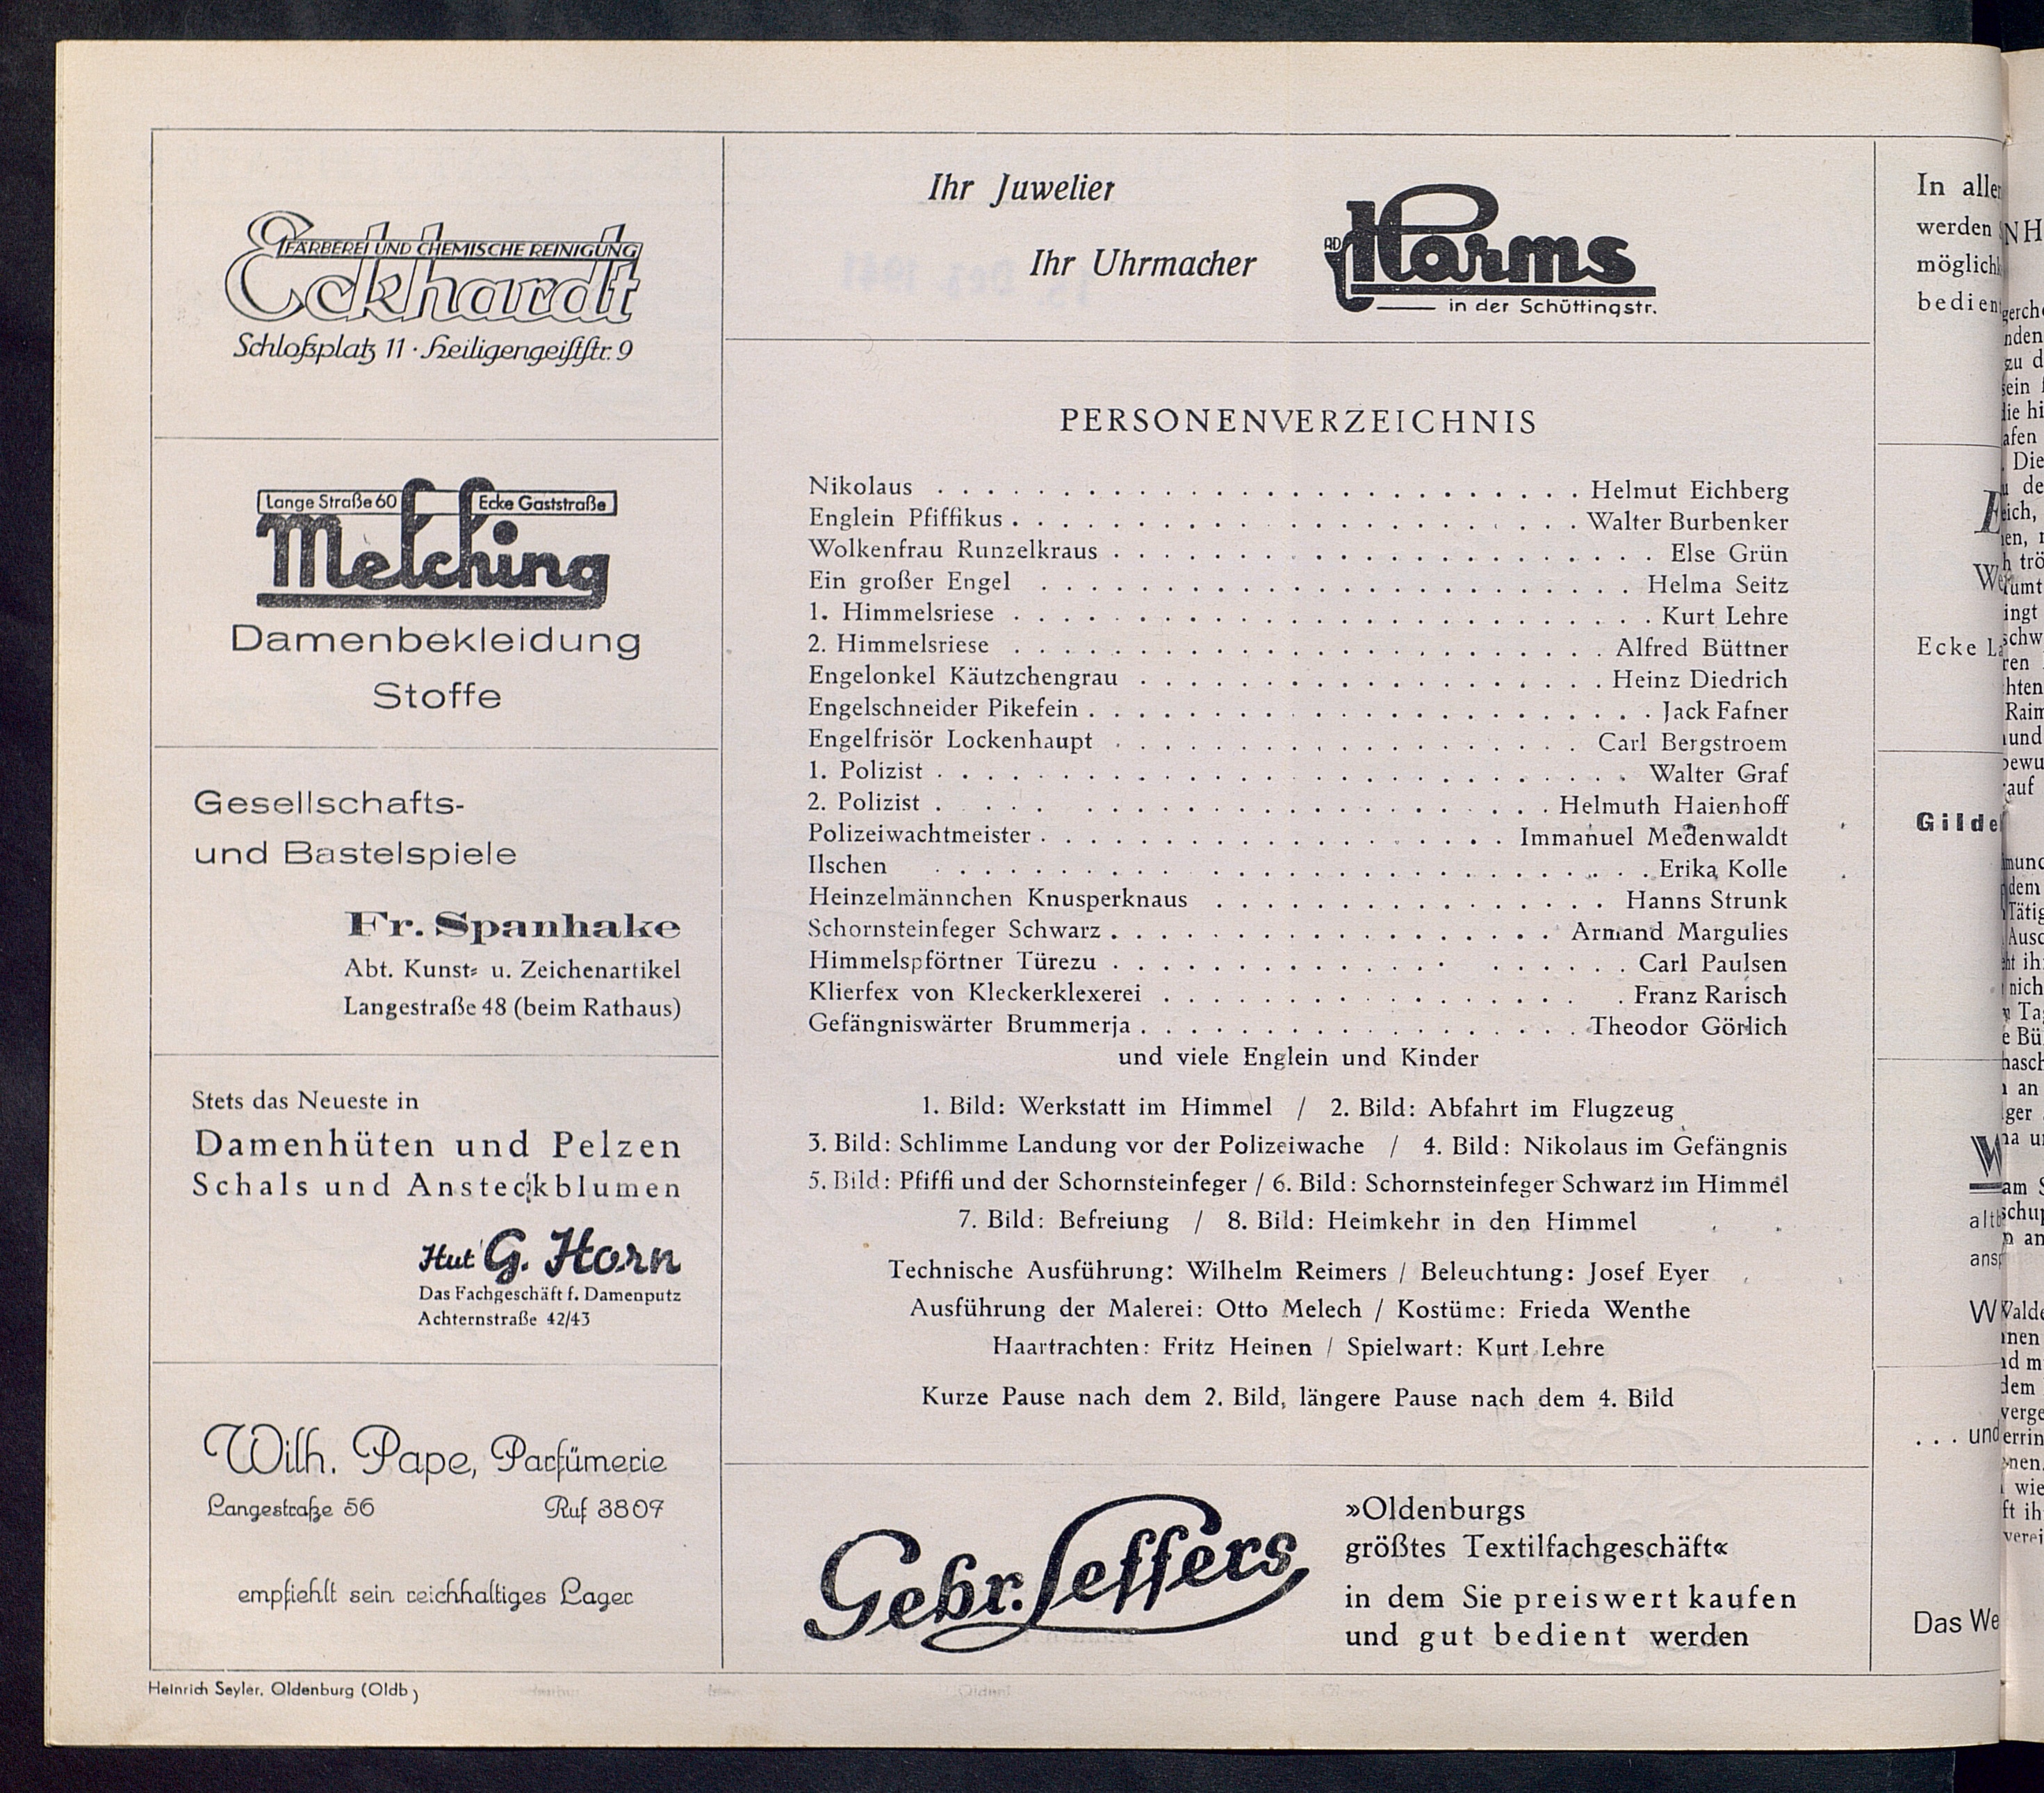 FÄRBEREI UND CHEMISCHE REINIGUNG
Eckhardt
Schloßplatz 11 · Heiligengeiststr. 9
Lange Straße 60
Ecke Gaststraße
Melching
Damenbekleidung
Stoffe
Gesellschafts-
und Bastelspiele
Fr. Spanhake
Abt. Kunst- u. Zeichenartikel
Langestraße 48 (beim Rathaus)
Stets das Neueste in
Damenhüten und Pelzen
Schals und Ansteckblumen
Hut G. Horn
Das Fachgeschäft f. Damenputz
Achternstraße 42/43
Wilh. Pape, Parfümerie
Langestraße 56 Ruf 3807
empfiehlt sein reichhaltiges Lager
Heinrich Seyler, Oldenburg (Oldb)
Ihr Juwelier
Ihr Uhrmacher
AD Harms
in der Schüttingstr.
PERSONENVERZEICHNIS
Nikolaus . . . . . Helmut Eichberg
Englein Pfiffikus . . . . . Walter Burbenker
Wolkenfrau Runzelkraus . . . . . Else Grün
Ein großer Engel . . . . . Helma Seitz
1. Himmelsriese . . . . . Kurt Lehre
2. Himmelsriese . . . . . Alfred Büttner
Engelonkel Käutzchengrau . . . . . Heinz Diedrich
Engelschneider Pikefein . . . . . Jack Fafner
Engelfrisör Lockenhaupt . . . . . Carl Bergstroem
1. Polizist . . . . . Walter Graf
2. Polizist . . . . . Helmuth Haienhoff
Polizeiwachtmeister . . . . . Immanuel Medenwaldt
Ilschen . . . . . Erika Kolle
Heinzelmännchen Knusperknaus . . . . . Hanns Strunk
Schornsteinfeger Schwarz . . . . . Armand Margulies
Himmelspförtner Türezu . . . . . Carl Paulsen
Klierfex von Kleckerklexerei . . . . . Franz Rarisch
Gefängniswärter Brummerja . . . . . Theodor Görlich
und viele Englein und Kinder
1. Bild: Werkstatt im Himmel / 2. Bild: Abfahrt im Flugzeug
3. Bild: Schlimme Landung vor der Polizeiwache / 4. Bild: Nikolaus im Gefängnis
5. Bild: Pfiffi und der Schornsteinfeger / 6. Bild: Schornsteinfeger Schwarz im Himmel
7. Bild: Befreiung / 8. Bild: Heimkehr in den Himmel
Technische Ausführung: Wilhelm Reimers / Beleuchtung: Josef Eyer
Ausführung der Malerei: Otto Melech / Kostüme: Frieda Wenthe
Haartrachten: Fritz Heinen / Spielwart: Kurt Lehre
Kurze Pause nach dem 2. Bild, längere Pause nach dem 4. Bild
Gebr. Leffers
»Oldenburgs
größtes Textilfachgeschäft«
in dem Sie preiswert kaufen
und gut bedient werden
In
werden
Ecke
. . . und
Das